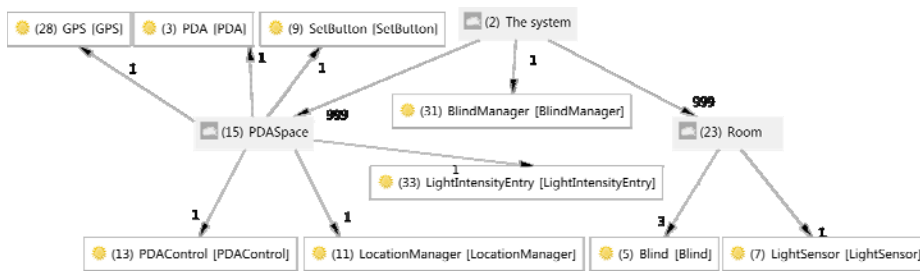 (28) GPS [GPS]
(3) PDA [PDA]
(9) SetButton [SetButton]
(2) The system
1
1
1
1
999
(31) BlindManager [BlindManager]
999
(15) PDASpace
(23) Room
1
(33) LightIntensityEntry [LightIntensityEntry]
1
1
3
1
(13) PDAControl [PDAControl]
(11) LocationManager [LocationManager]
(5) Blind [Blind]
(7) LightSensor [LightSensor]